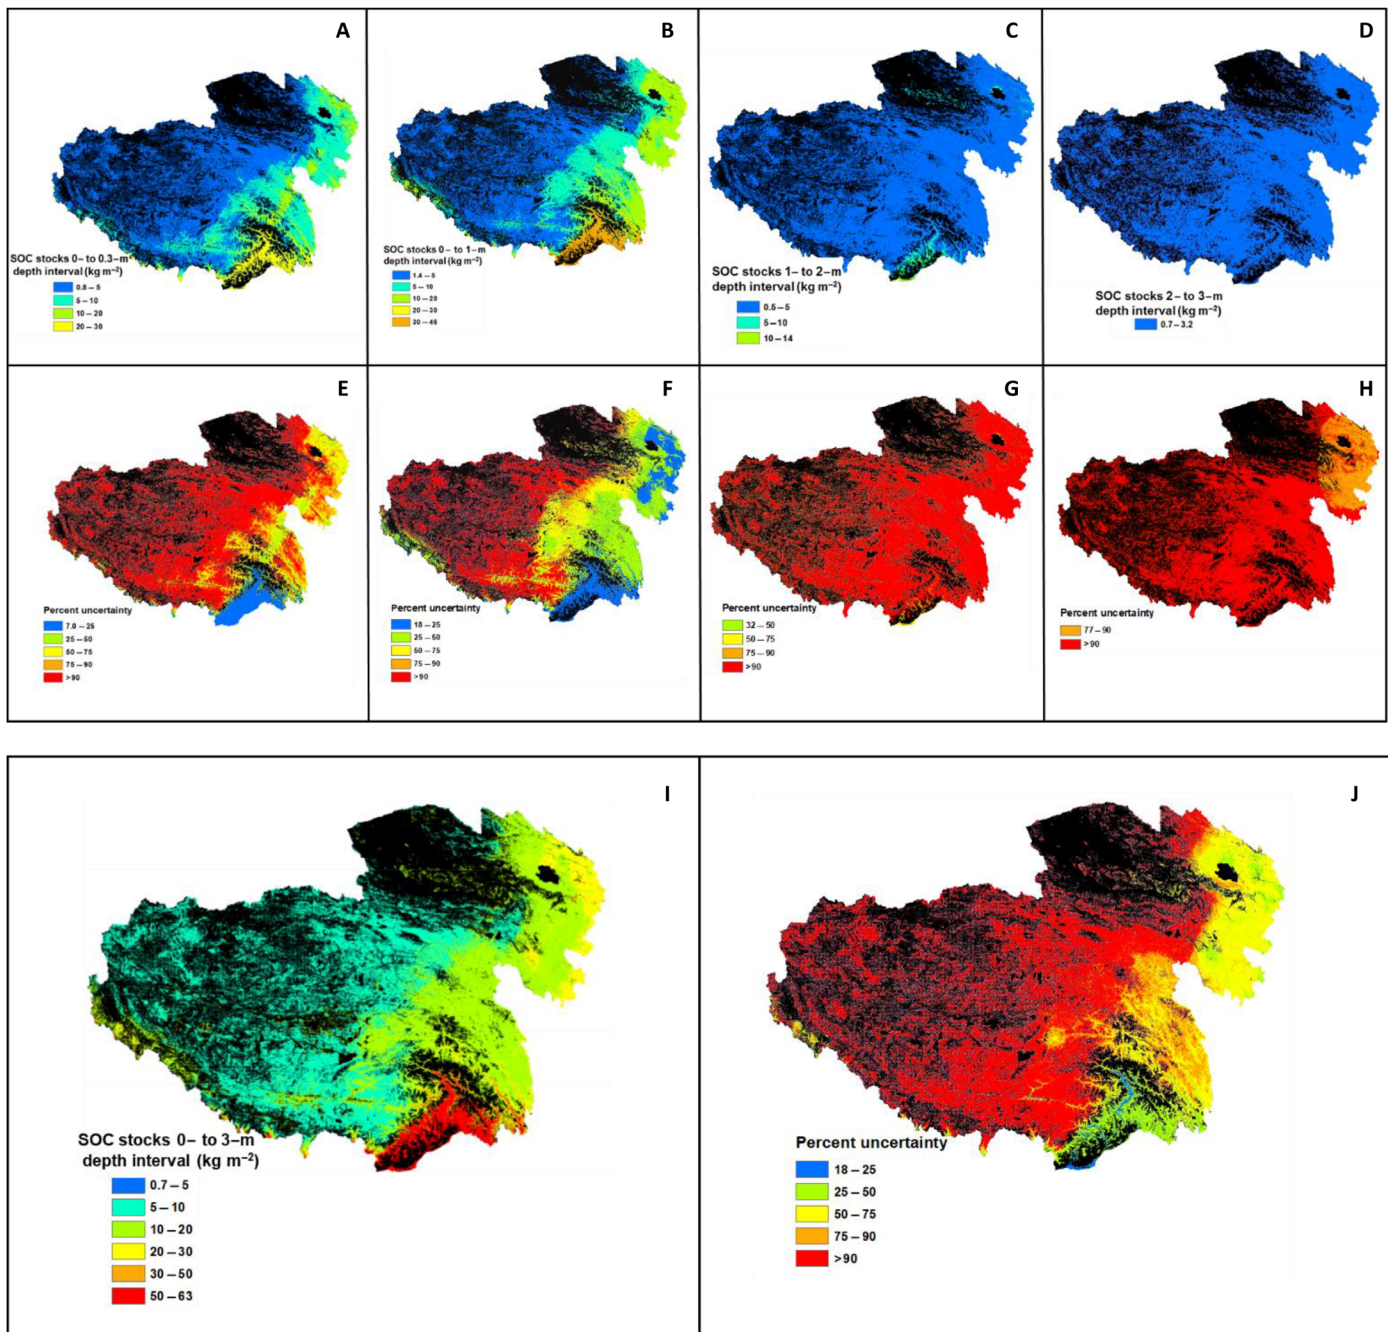 A
SOC stocks 0– to 0.3–m
depth interval (kg m⁻²)
0.8 – 5
5 – 10
10 – 20
20 – 30
B
SOC stocks 0– to 1–m
depth interval (kg m⁻²)
1.4 – 5
5 – 10
10 – 20
20 – 30
30 – 46
C
SOC stocks 1– to 2–m
depth interval (kg m⁻²)
0.5 – 5
5 – 10
10 – 14
D
SOC stocks 2– to 3–m
depth interval (kg m⁻²)
0.7 – 3.2
E
Percent uncertainty
7.0 – 25
25 – 50
50 – 75
75 – 90
>90
F
Percent uncertainty
18 – 25
25 – 50
50 – 75
75 – 90
>90
G
Percent uncertainty
32 – 50
50 – 75
75 – 90
>90
H
Percent uncertainty
77 – 90
>90
I
SOC stocks 0– to 3–m
depth interval (kg m⁻²)
0.7 – 5
5 – 10
10 – 20
20 – 30
30 – 50
50 – 63
J
Percent uncertainty
18 – 25
25 – 50
50 – 75
75 – 90
>90